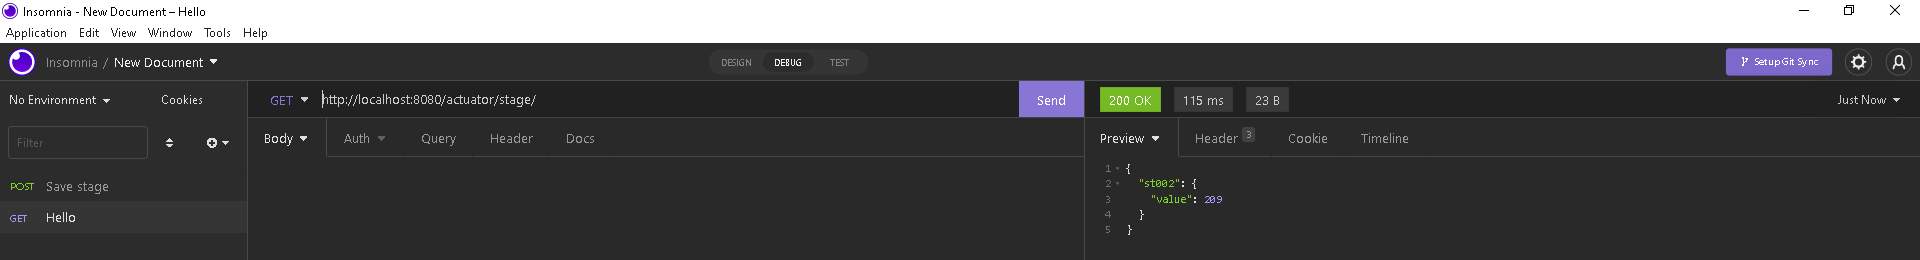 Insomnia - New Document – Hello
Application Edit View Window Tools Help
Insomnia / New Document
DESIGN DEBUG TEST
Setup Git Sync
No Environment Cookies
Filter
POST Save stage
GET Hello
GET http://localhost:8080/actuator/stage/ Send
Body Auth Query Header Docs
200 OK 115 ms 23 B Just Now
Preview Header 3 Cookie Timeline
1 {
2 "st002": {
3 "value": 209
4 }
5 }